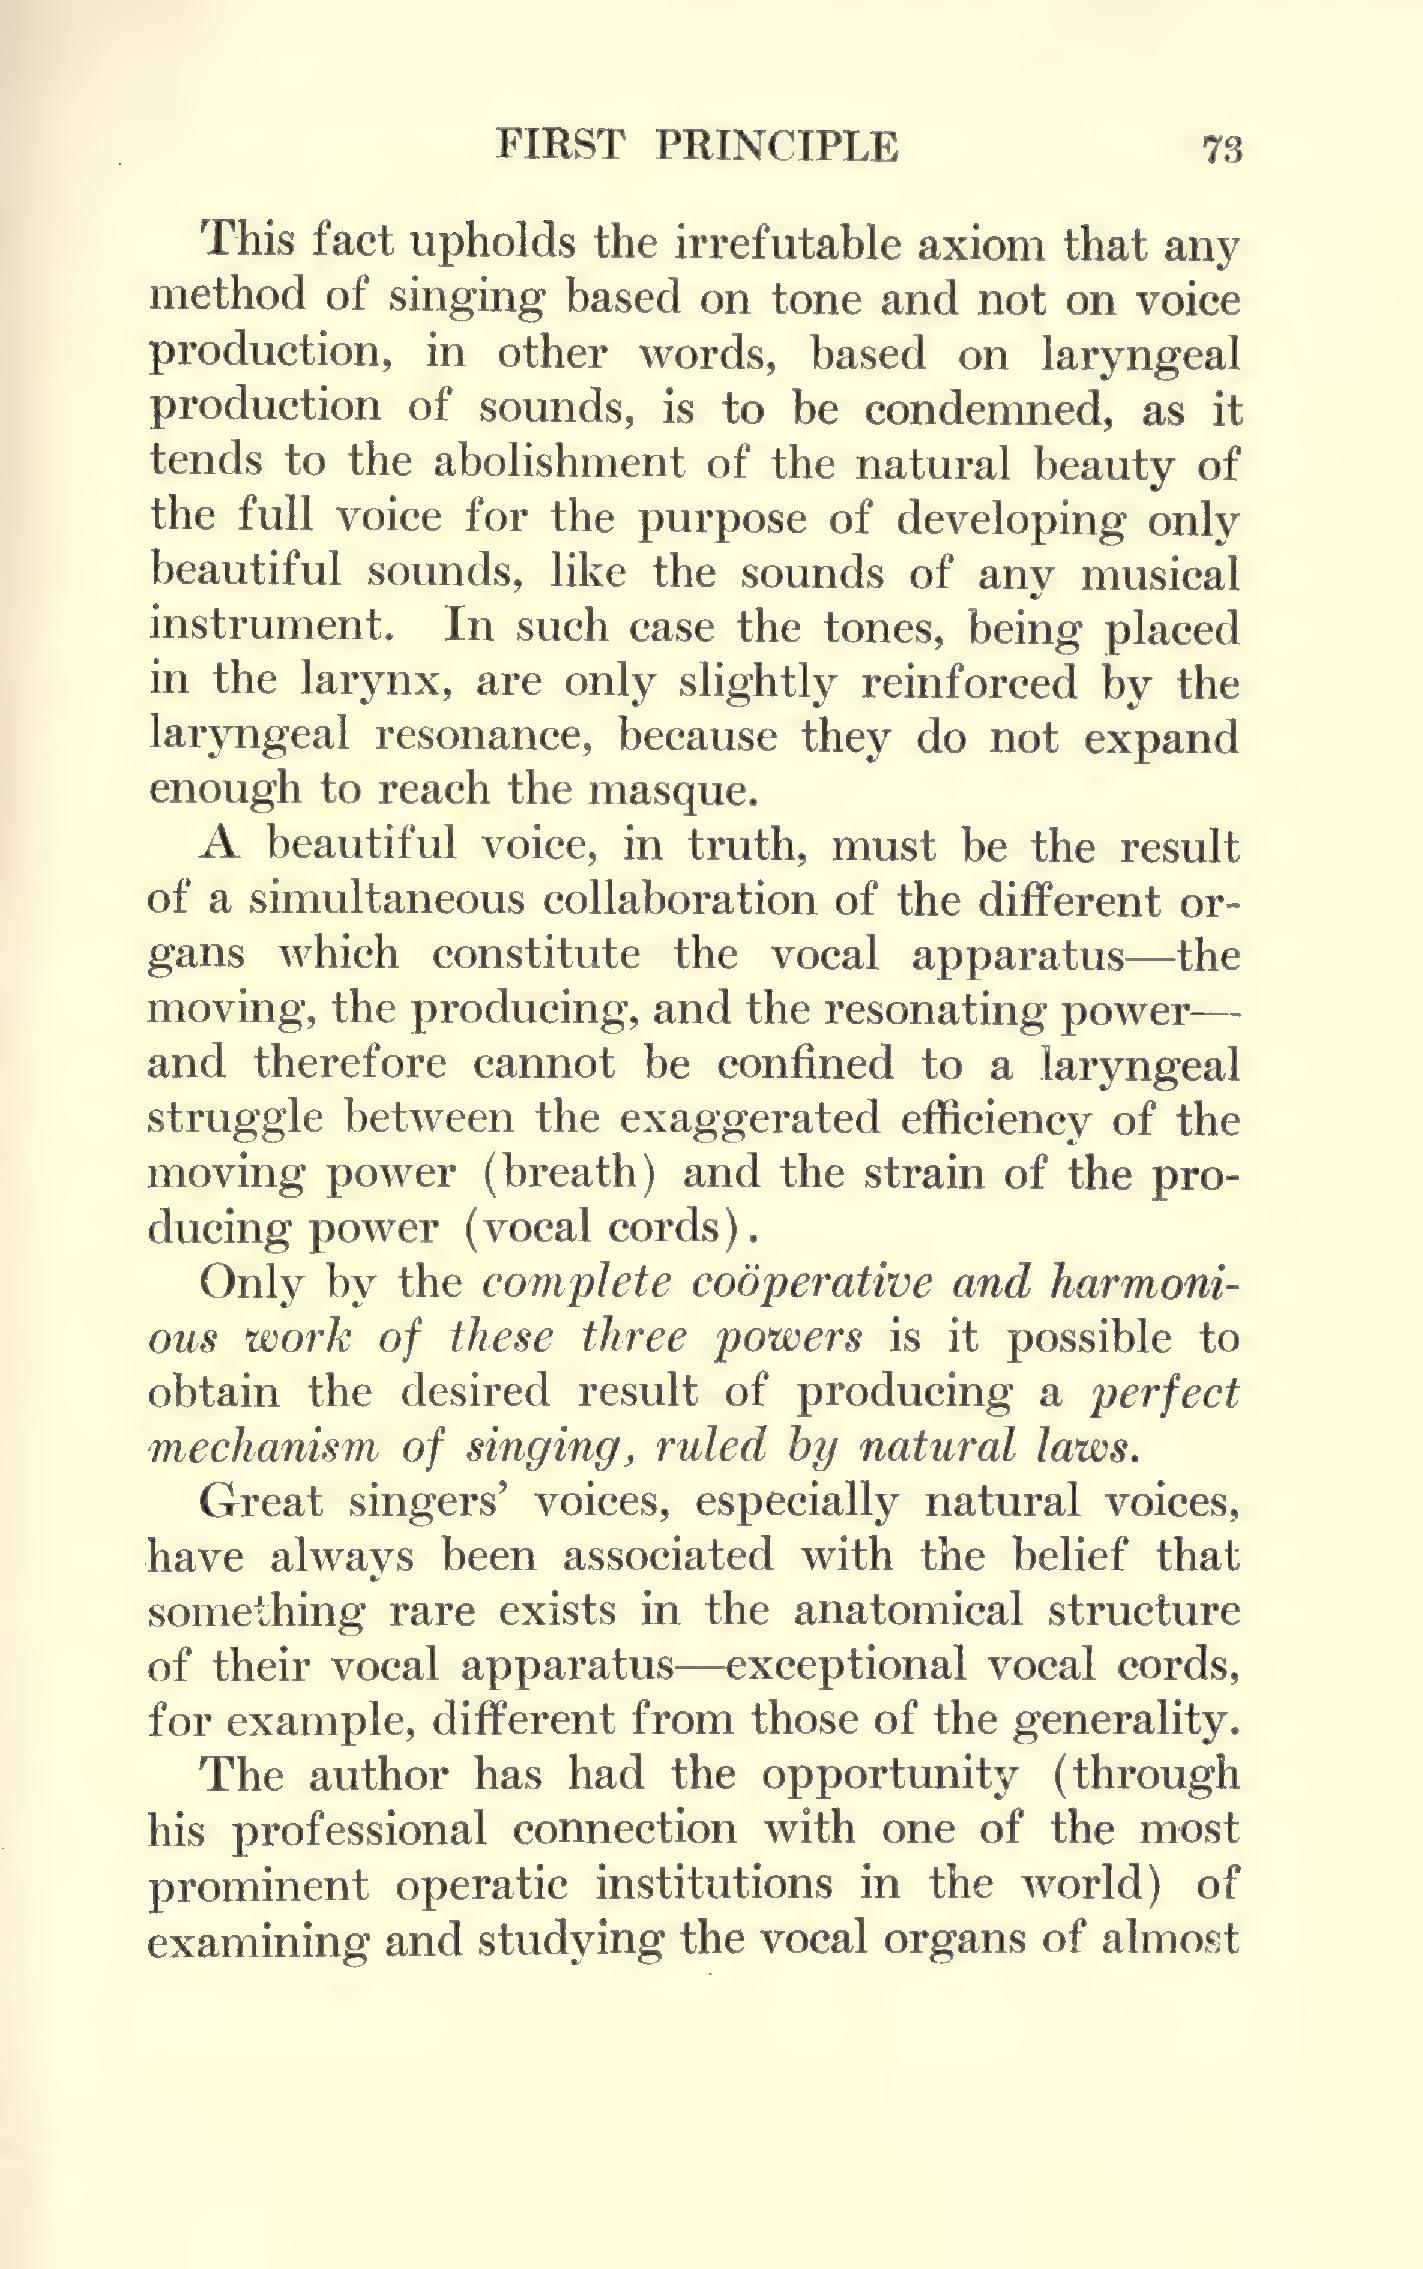 FIRST PRINCIPLE 73
This fact upholds the irrefutable axiom that any
method of singing based on tone and not on voice
production, in other words, based on laryngeal
production of sounds, is to be condemned, as it
tends to the abolishment of the natural beauty of
the full voice for the purpose of developing only
beautiful sounds, like the sounds of any musical
instrument. In such case the tones, being placed
in the larynx, are only slightly reinforced by the
laryngeal resonance, because they do not expand
enough to reach the masque.
A beautiful voice, in truth, must be the result
of a simultaneous collaboration of the different or-
gans which constitute the vocal apparatus—the
moving, the producing, and the resonating power—
and therefore cannot be confined to a laryngeal
struggle between the exaggerated efficiency of the
moving power (breath) and the strain of the pro-
ducing power (vocal cords).
Only by the complete coöperative and harmoni-
ous work of these three powers is it possible to
obtain the desired result of producing a perfect
mechanism of singing, ruled by natural laws.
Great singers’ voices, especially natural voices,
have always been associated with the belief that
something rare exists in the anatomical structure
of their vocal apparatus—exceptional vocal cords,
for example, different from those of the generality.
The author has had the opportunity (through
his professional connection with one of the most
prominent operatic institutions in the world) of
examining and studying the vocal organs of almost